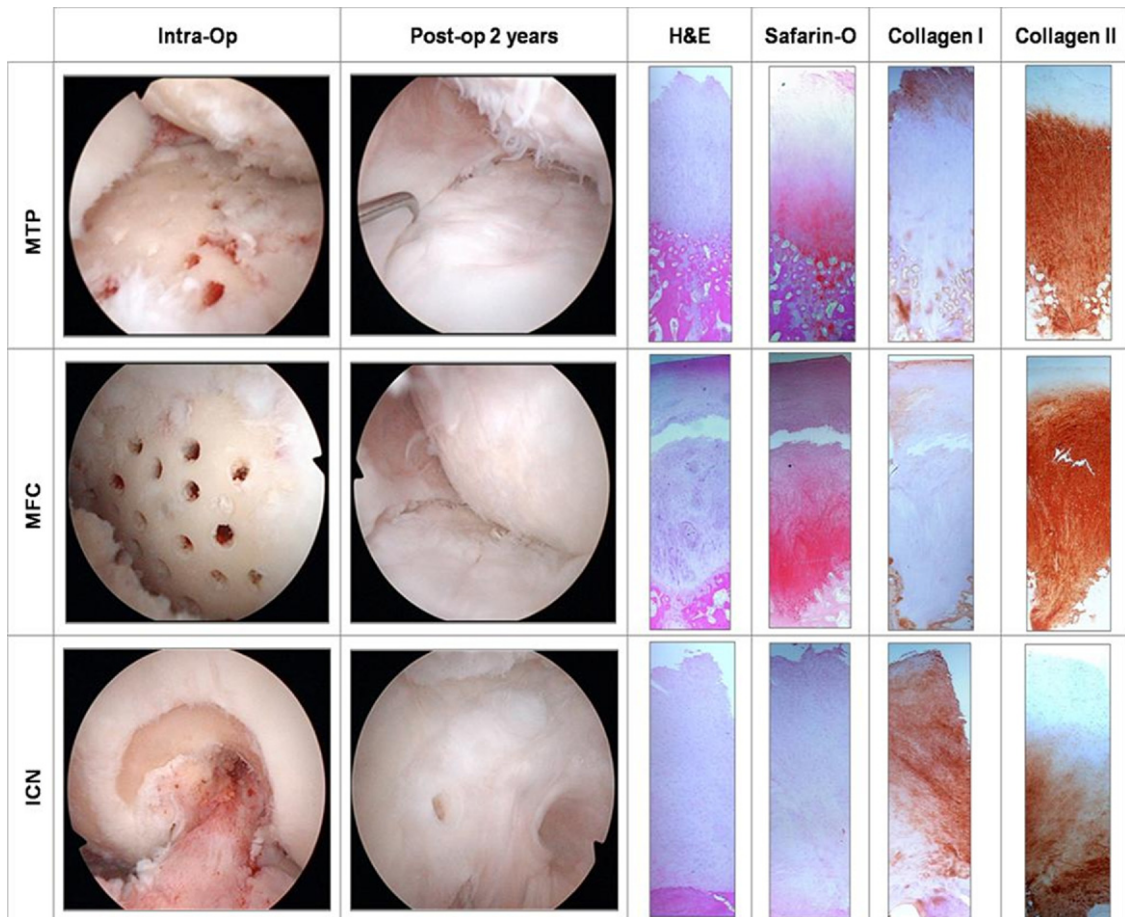 Intra-Op
Post-op 2 years
H&E
Safarin-O
Collagen I
Collagen II
MTP
MFC
ICN